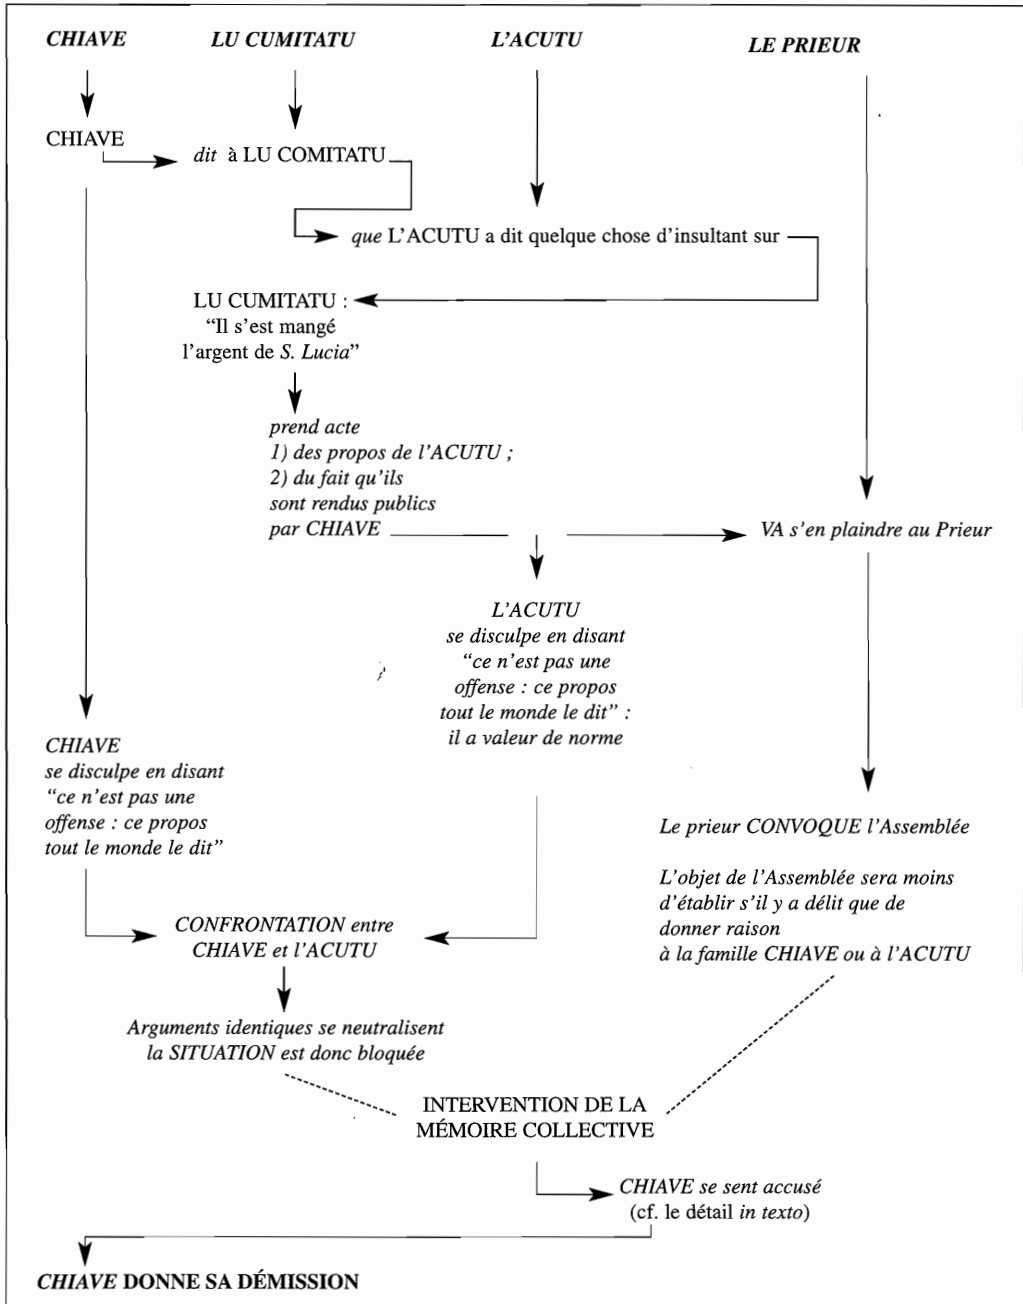 CHIAVE
LU CUMITATU
L'ACUTU
LE PRIEUR
CHIAVE
dit à LU COMITATU
que L'ACUTU a dit quelque chose d'insultant sur
LU CUMITATU :
“Il s'est mangé
l'argent de S. Lucia”
prend acte
1) des propos de l'ACUTU ;
2) du fait qu'ils
sont rendus publics
par CHIAVE
VA s'en plaindre au Prieur
L'ACUTU
se disculpe en disant
“ce n'est pas une
offense : ce propos
tout le monde le dit” :
il a valeur de norme
CHIAVE
se disculpe en disant
“ce n'est pas une
offense : ce propos
tout le monde le dit”
Le prieur CONVOQUE l'Assemblée
L'objet de l'Assemblée sera moins
d'établir s'il y a délit que de
donner raison
à la famille CHIAVE ou à l'ACUTU
CONFRONTATION entre
CHIAVE et l'ACUTU
Arguments identiques se neutralisent
la SITUATION est donc bloquée
INTERVENTION DE LA
MÉMOIRE COLLECTIVE
CHIAVE se sent accusé
(cf. le détail in texto)
CHIAVE DONNE SA DÉMISSION